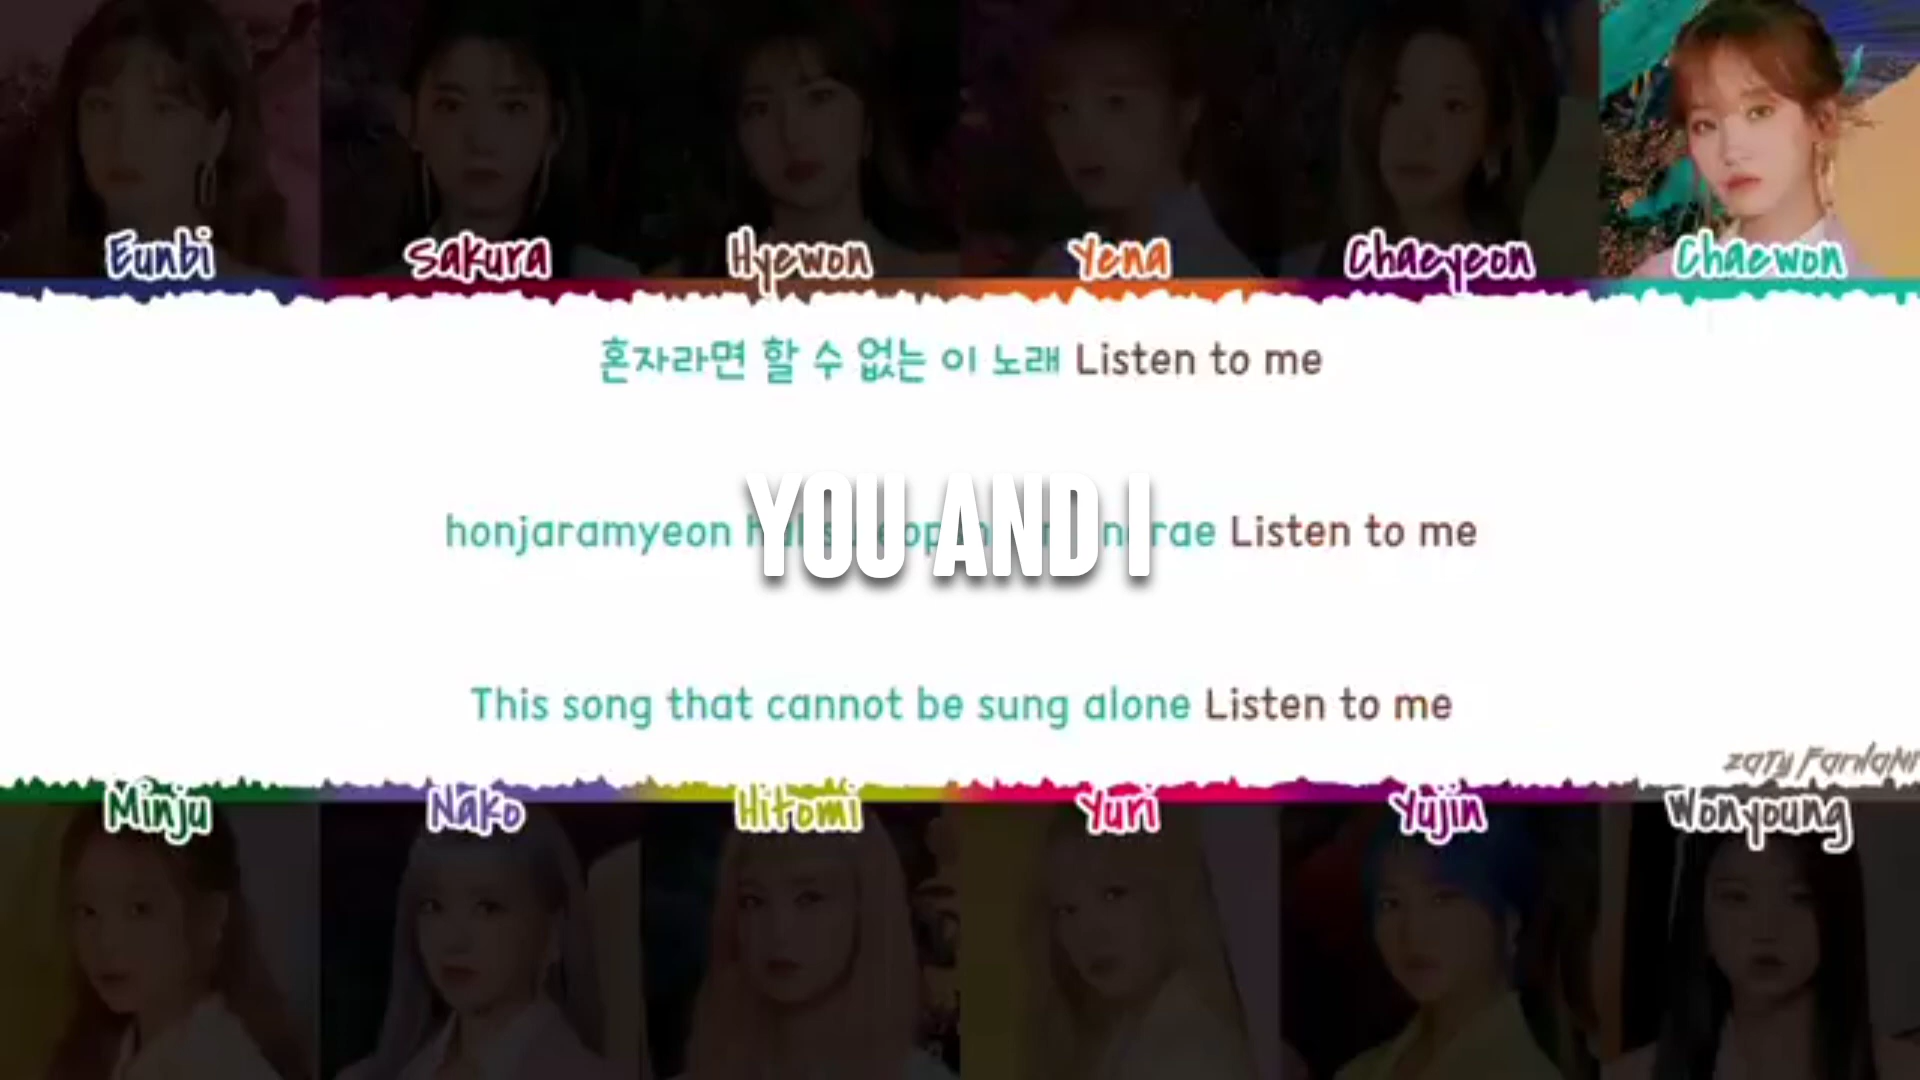 Eunbi Sakura Hyewon Yena Chaeyeon Chaewon
혼자라면 할 수 없는 이 노래 Listen to me
YOU AND I
honjaramyeon Listen to me
This song that cannot be sung alone Listen to me
Zaty Farhani
Minju Nako Hitomi Yuri Yujin Wonyoung